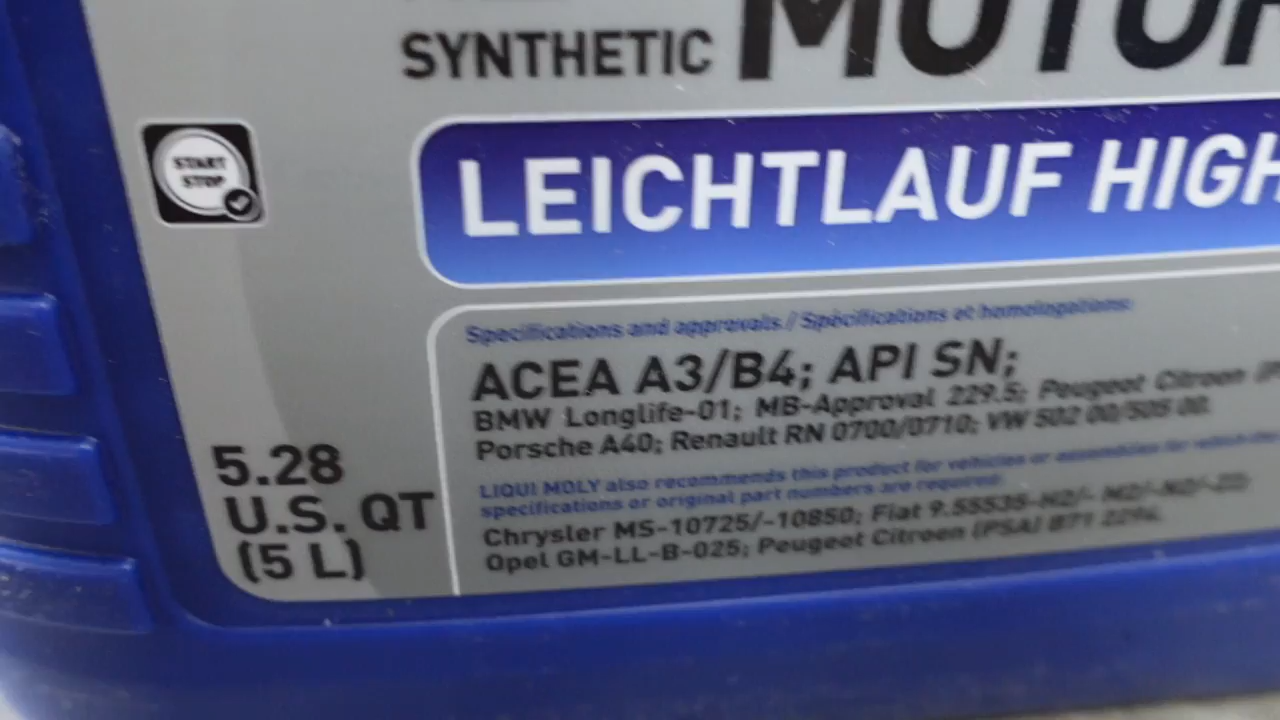 SYNTHETIC MOTOR
START
STOP
LEICHTLAUF HIGH
Specifications and approvals / Spécifications et homologations:
ACEA A3/B4; API SN;
BMW Longlife-01; MB-Approval 229.5; Peugeot Citroen (P
Porsche A40; Renault RN 0700/0710; VW 502 00/505 00.
LIQUI MOLY also recommends this product for vehicles or assemblies for which the
specifications or original part numbers are required:
Chrysler MS-10725/-10850; Fiat 9.55535-H2/- M2/-N2/-Z2;
Opel GM-LL-B-025; Peugeot Citroen (PSA) B71 2294.
5.28
U.S. QT
(5 L)